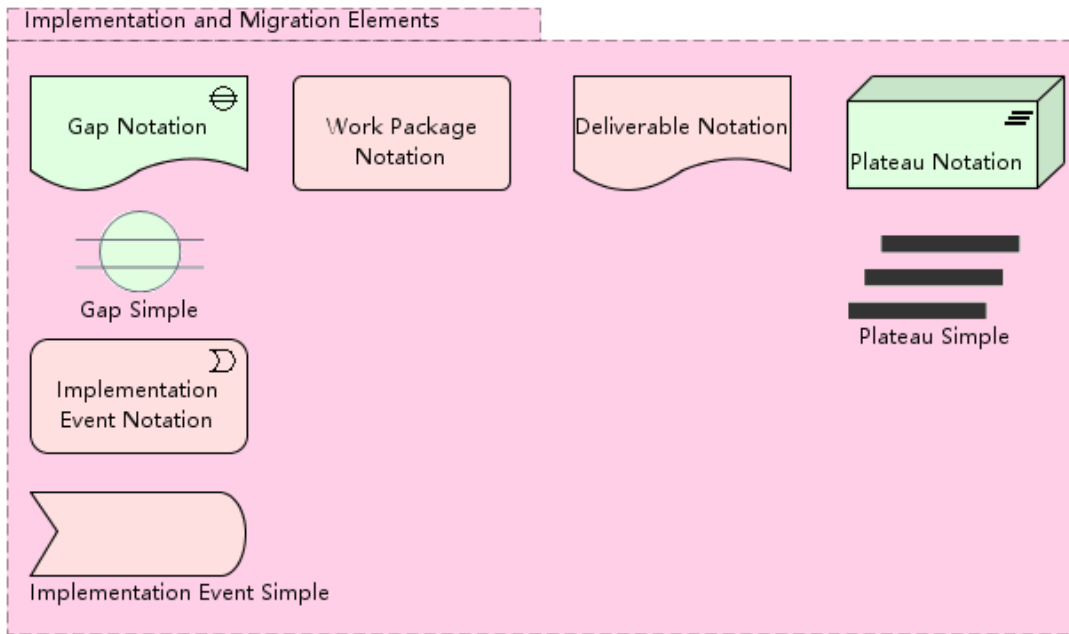 Implementation and Migration Elements
Gap Notation
Work Package
Notation
Deliverable Notation
Plateau Notation
Gap Simple
Plateau Simple
Implementation
Event Notation
Implementation Event Simple